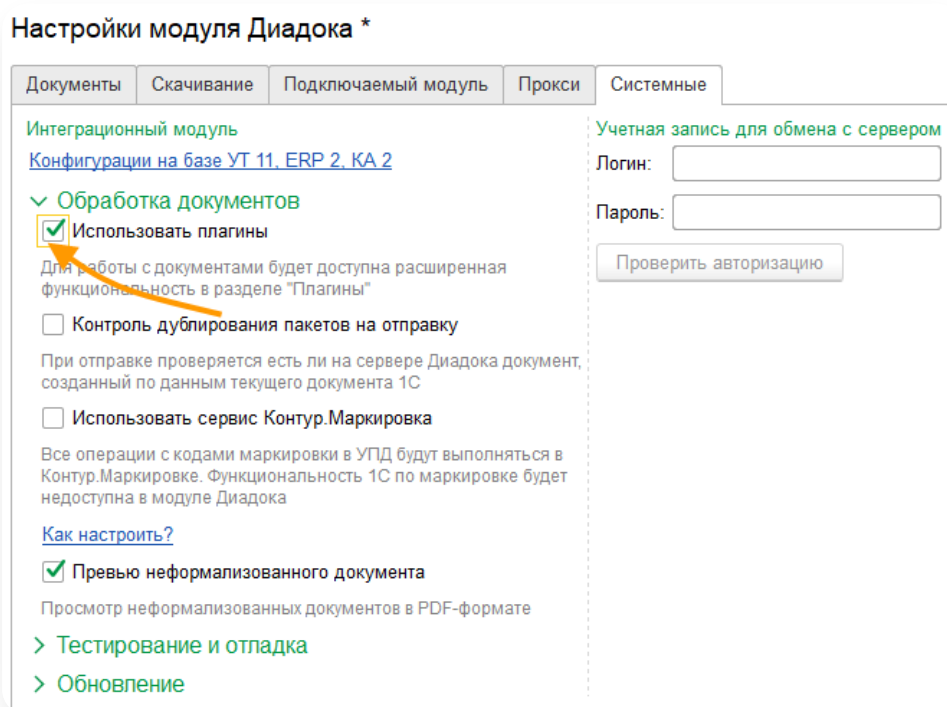 Настройки модуля Диадока *
Документы Скачивание Подключаемый модуль Прокси Системные
Интеграционный модуль
Конфигурации на базе УТ 11, ERP 2, КА 2
Обработка документов
Использовать плагины
Для работы с документами будет доступна расширенная
функциональность в разделе "Плагины"
Контроль дублирования пакетов на отправку
При отправке проверяется есть ли на сервере Диадока документ,
созданный по данным текущего документа 1С
Использовать сервис Контур.Маркировка
Все операции с кодами маркировки в УПД будут выполняться в
Контур.Маркировке. Функциональность 1С по маркировке будет
недоступна в модуле Диадока
Как настроить?
Превью неформализованного документа
Просмотр неформализованных документов в PDF-формате
Тестирование и отладка
Обновление
Учетная запись для обмена с сервером
Логин:
Пароль:
Проверить авторизацию